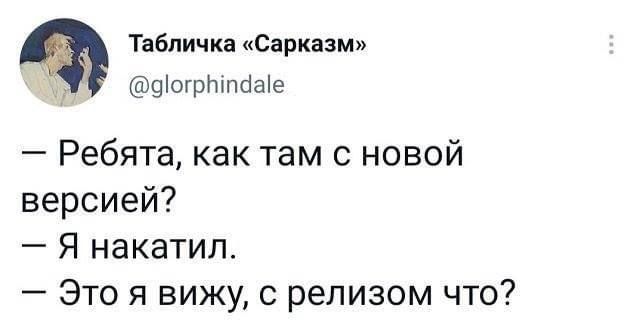 Табличка «Сарказм»
@glorphindale
— Ребята, как там с новой
версией?
— Я накатил.
— Это я вижу, с релизом что?